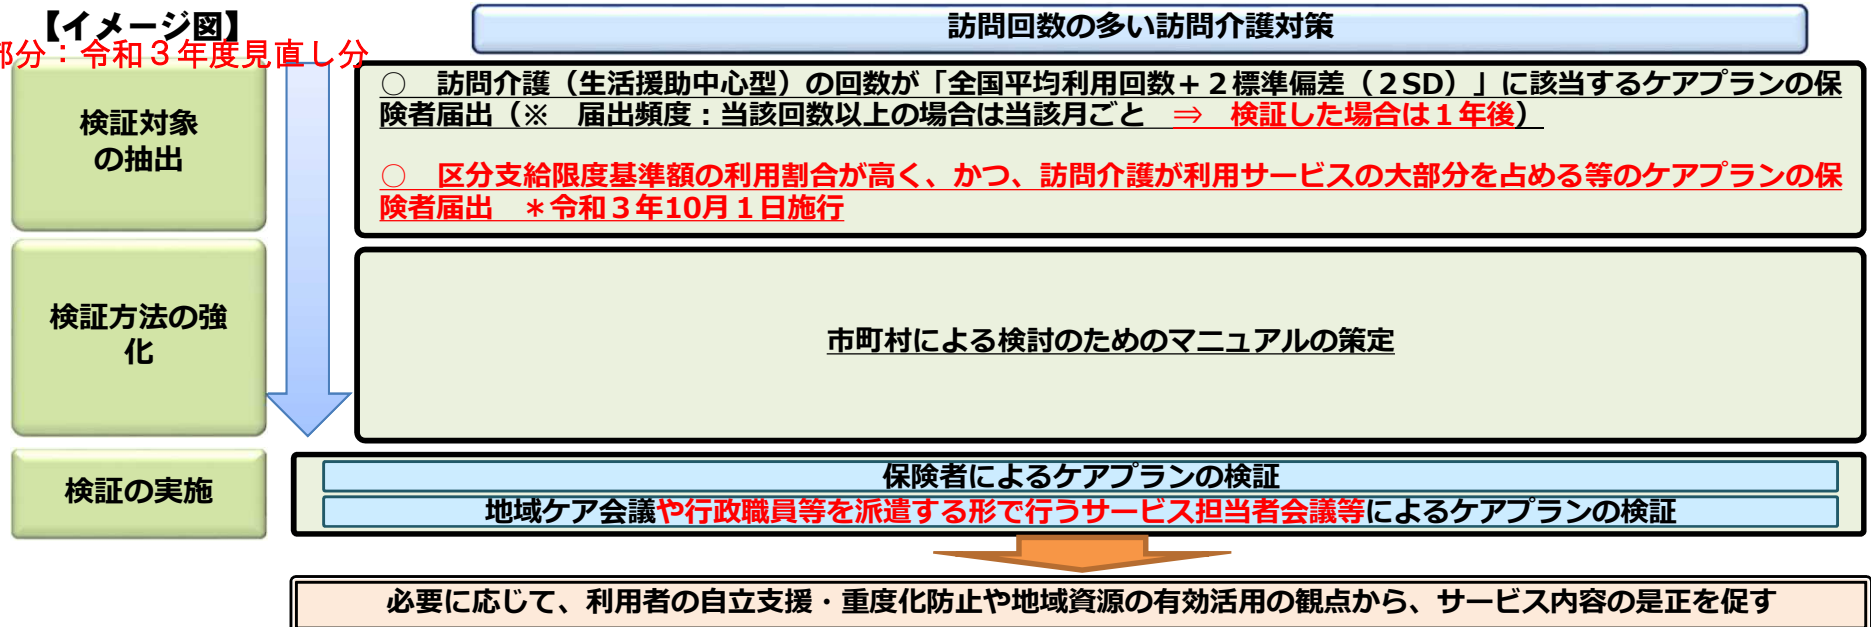 【イメージ図】
部分：令和３年度見直し分
訪問回数の多い訪問介護対策
検証対象
の抽出
○　訪問介護（生活援助中心型）の回数が「全国平均利用回数＋２標準偏差（２SD）」に該当するケアプランの保
険者届出（※　届出頻度：当該回数以上の場合は当該月ごと　⇒　検証した場合は１年後）
○　区分支給限度基準額の利用割合が高く、かつ、訪問介護が利用サービスの大部分を占める等のケアプランの保
険者届出　＊令和３年10月１日施行
検証方法の強
化
市町村による検討のためのマニュアルの策定
検証の実施
保険者によるケアプランの検証
地域ケア会議や行政職員等を派遣する形で行うサービス担当者会議等によるケアプランの検証
必要に応じて、利用者の自立支援・重度化防止や地域資源の有効活用の観点から、サービス内容の是正を促す